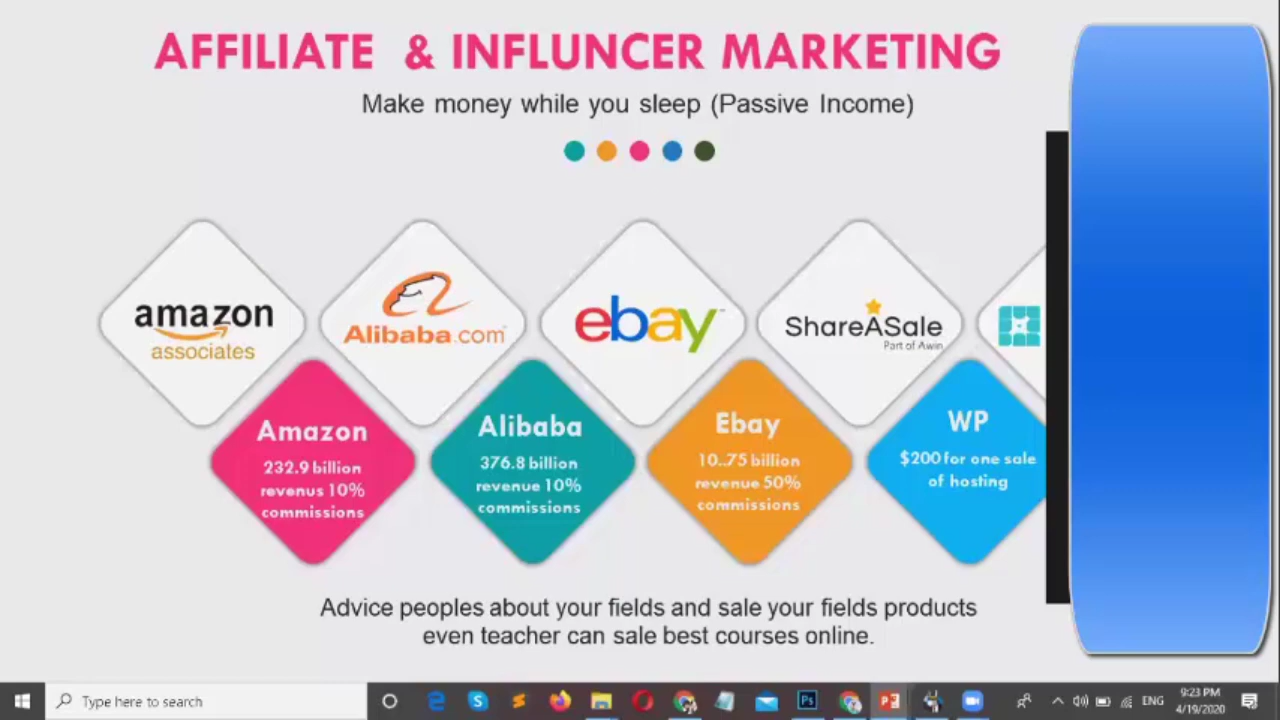 AFFILIATE & INFLUNCER MARKETING
Make money while you sleep (Passive Income)
amazon
associates
Alibaba.com
ebay
ShareASale
Part of Awin
Amazon
232.9 billion
revenus 10%
commissions
Alibaba
376.8 billion
revenue 10%
commissions
Ebay
10..75 billion
revenue 50%
commissions
WP
$200 for one sale
of hosting
Advice peoples about your fields and sale your fields products
even teacher can sale best courses online.
Type here to search
Ps
ENG
9:23 PM
4/19/2020